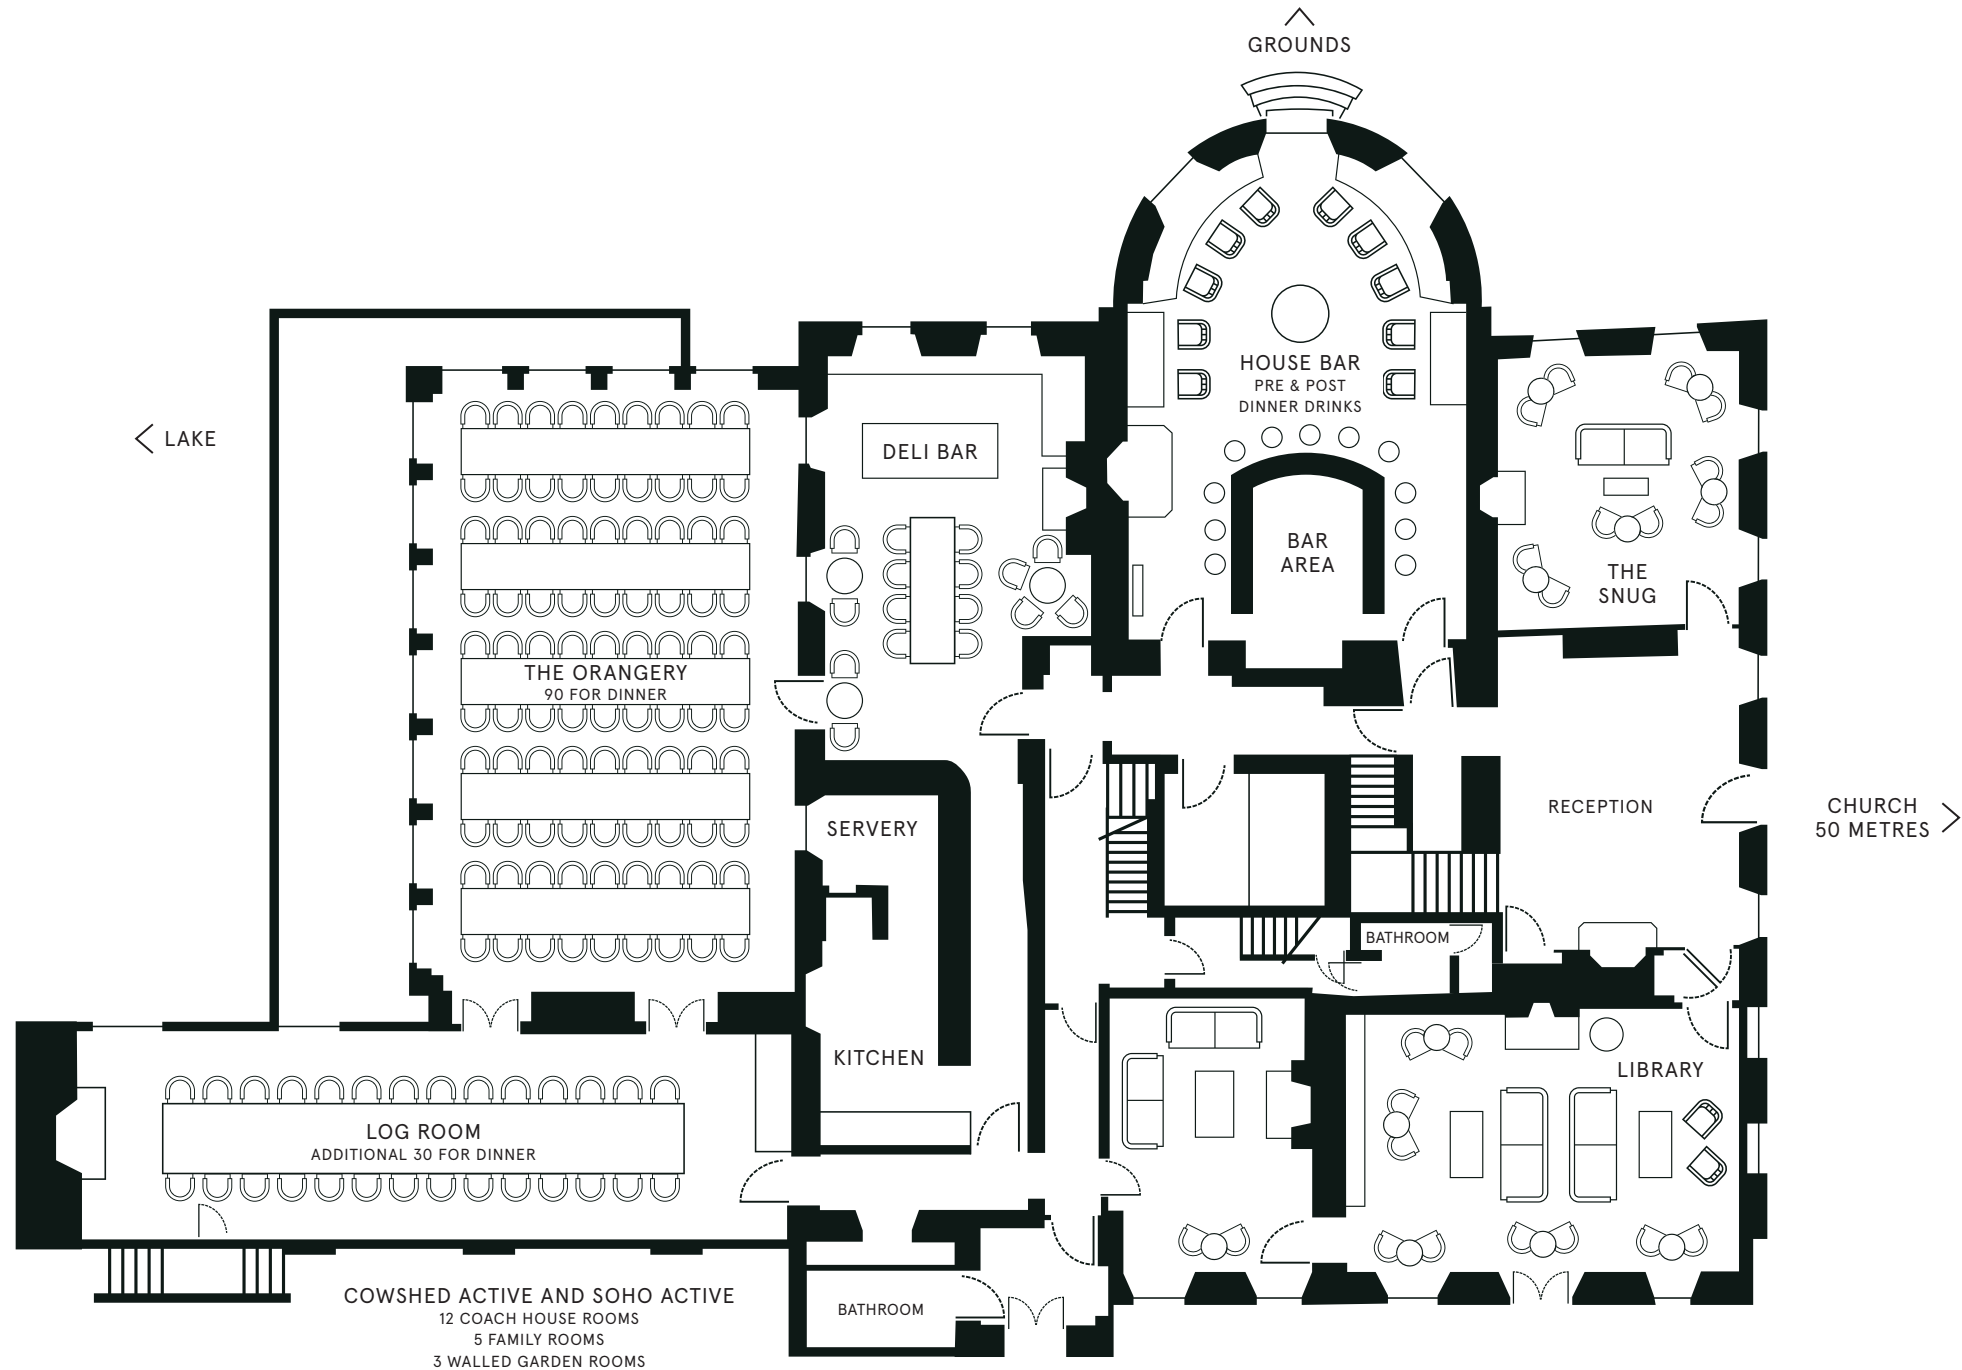 GROUNDS
LAKE
HOUSE BAR
PRE & POST
DINNER DRINKS
DELI BAR
BAR
AREA
THE
SNUG
THE ORANGERY
90 FOR DINNER
RECEPTION
CHURCH
50 METRES
SERVERY
BATHROOM
KITCHEN
LIBRARY
LOG ROOM
ADDITIONAL 30 FOR DINNER
COWSHED ACTIVE AND SOHO ACTIVE
12 COACH HOUSE ROOMS
5 FAMILY ROOMS
3 WALLED GARDEN ROOMS
BATHROOM